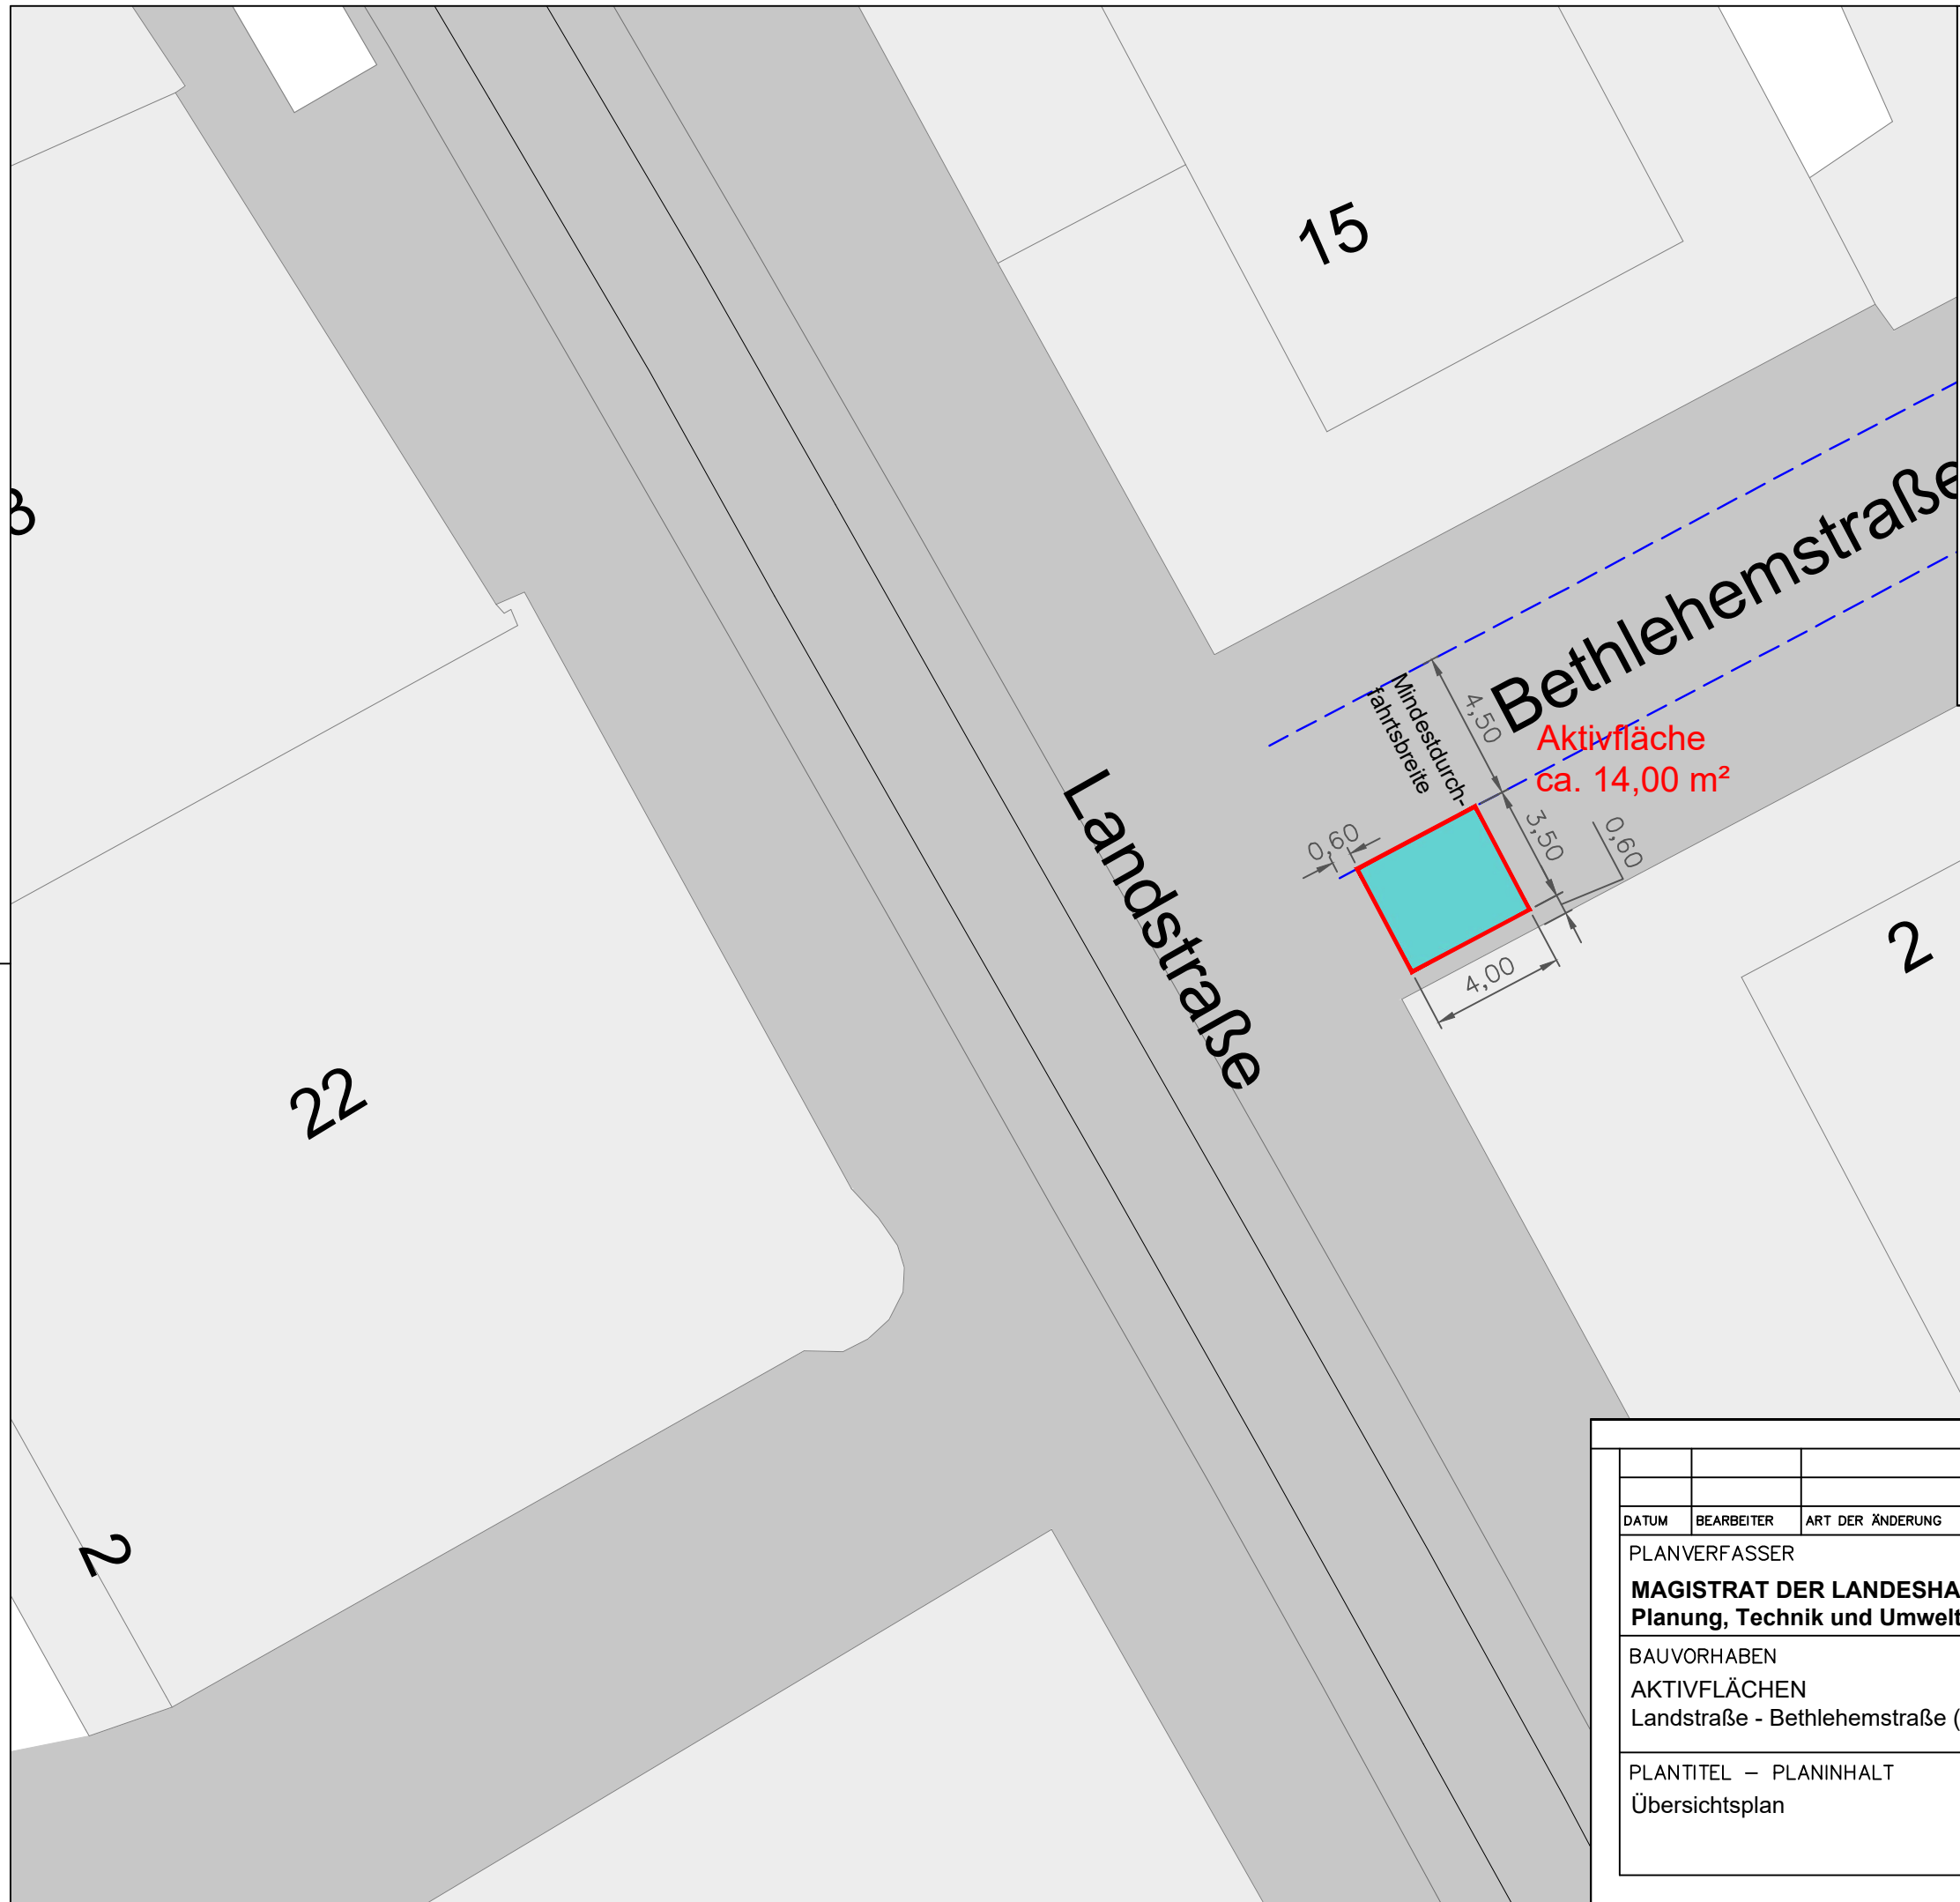 15
3
Bethlehemstraße
Mindestdurch-
fahrtsbreite
4,50
Aktivfläche
ca. 14,00 m²
Landstraße
0,60
3,50
0,60
4,00
2
22
2
DATUM BEARBEITER ART DER ÄNDERUNG
PLANVERFASSER
MAGISTRAT DER LANDESHA
Planung, Technik und Umwelt
BAUVORHABEN
AKTIVFLÄCHEN
Landstraße - Bethlehemstraße (
PLANTITEL – PLANINHALT
Übersichtsplan